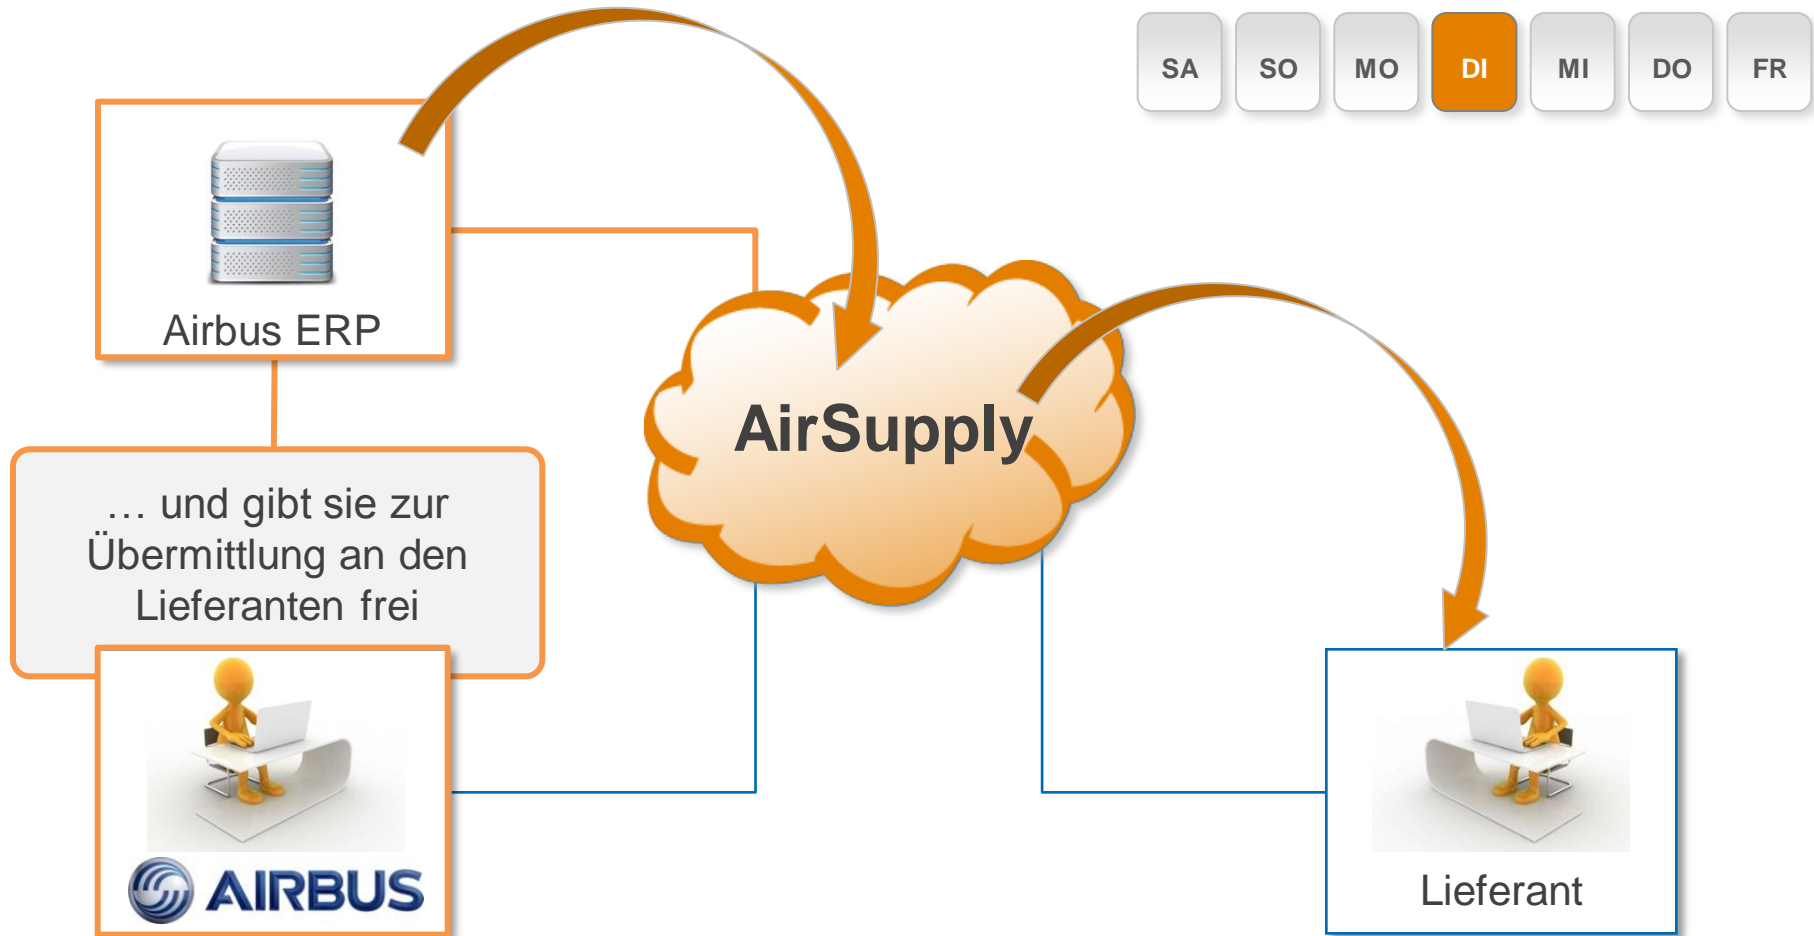 SA SO MO DI MI DO FR
Airbus ERP
AirSupply
… und gibt sie zur
Übermittlung an den
Lieferanten frei
AIRBUS
Lieferant